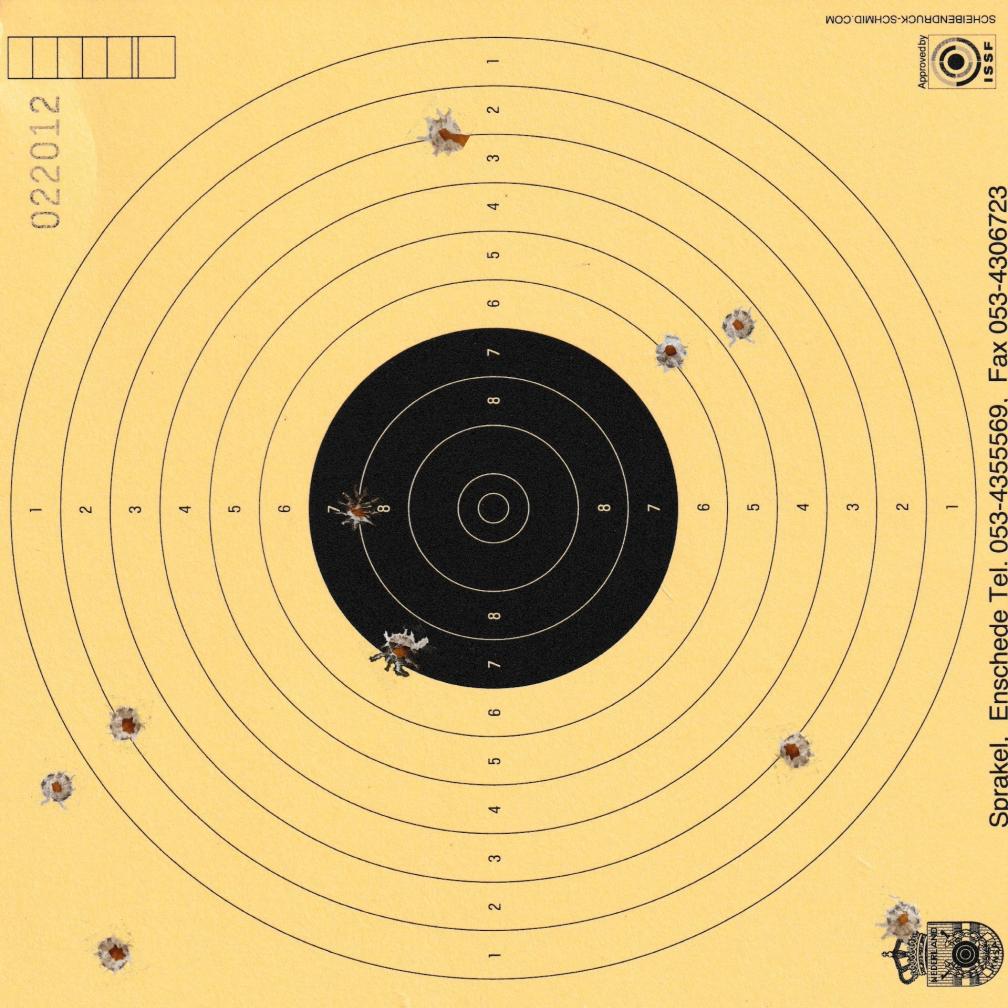 SCHEIBENDRUCK-SCHMID.COM
Approved by
ISSF
022012
Sprakel, Enschede Tel. 053-4355569, Fax 053-4306723
1
2
3
4
5
6
7
8
1 2 3 4 5 6 7 8 8 7 6 5 4 3 2 1
8
7
6
5
4
3
2
1
NEDERLAND